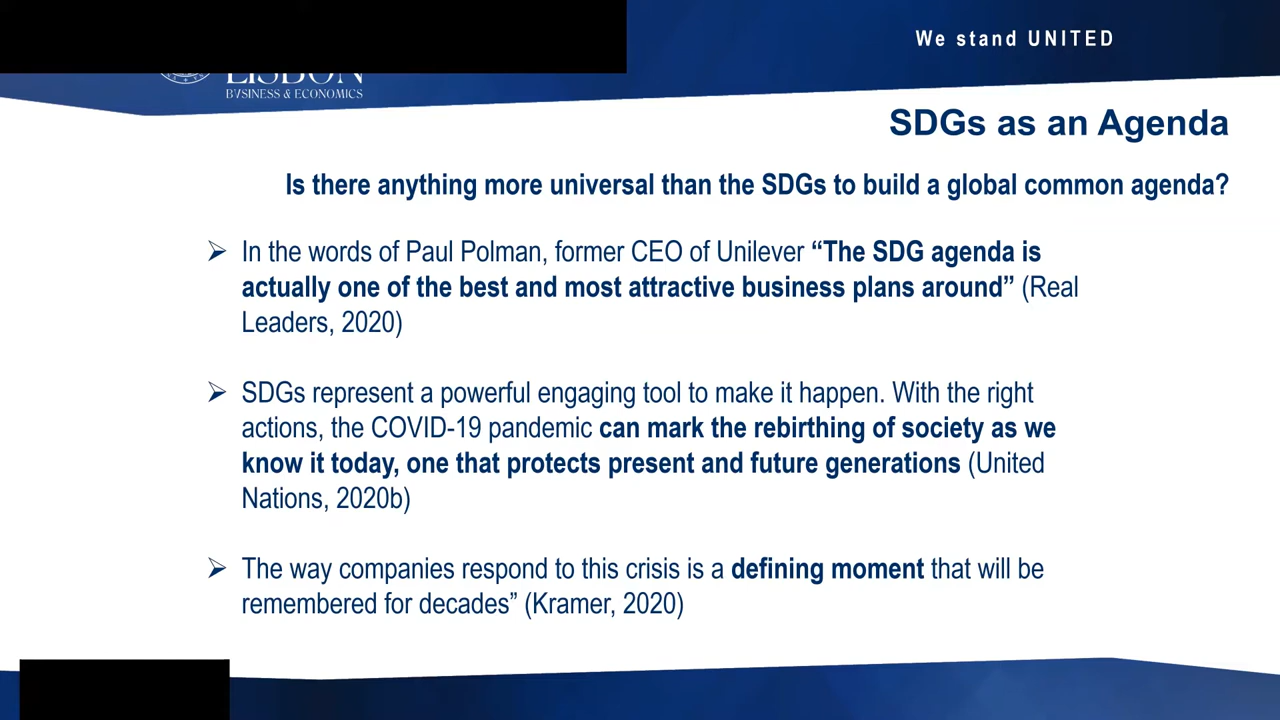 We stand UNITED
LISBON
BUSINESS & ECONOMICS
SDGs as an Agenda
Is there anything more universal than the SDGs to build a global common agenda?
➢ In the words of Paul Polman, former CEO of Unilever “The SDG agenda is
actually one of the best and most attractive business plans around” (Real
Leaders, 2020)
➢ SDGs represent a powerful engaging tool to make it happen. With the right
actions, the COVID-19 pandemic can mark the rebirthing of society as we
know it today, one that protects present and future generations (United
Nations, 2020b)
➢ The way companies respond to this crisis is a defining moment that will be
remembered for decades” (Kramer, 2020)